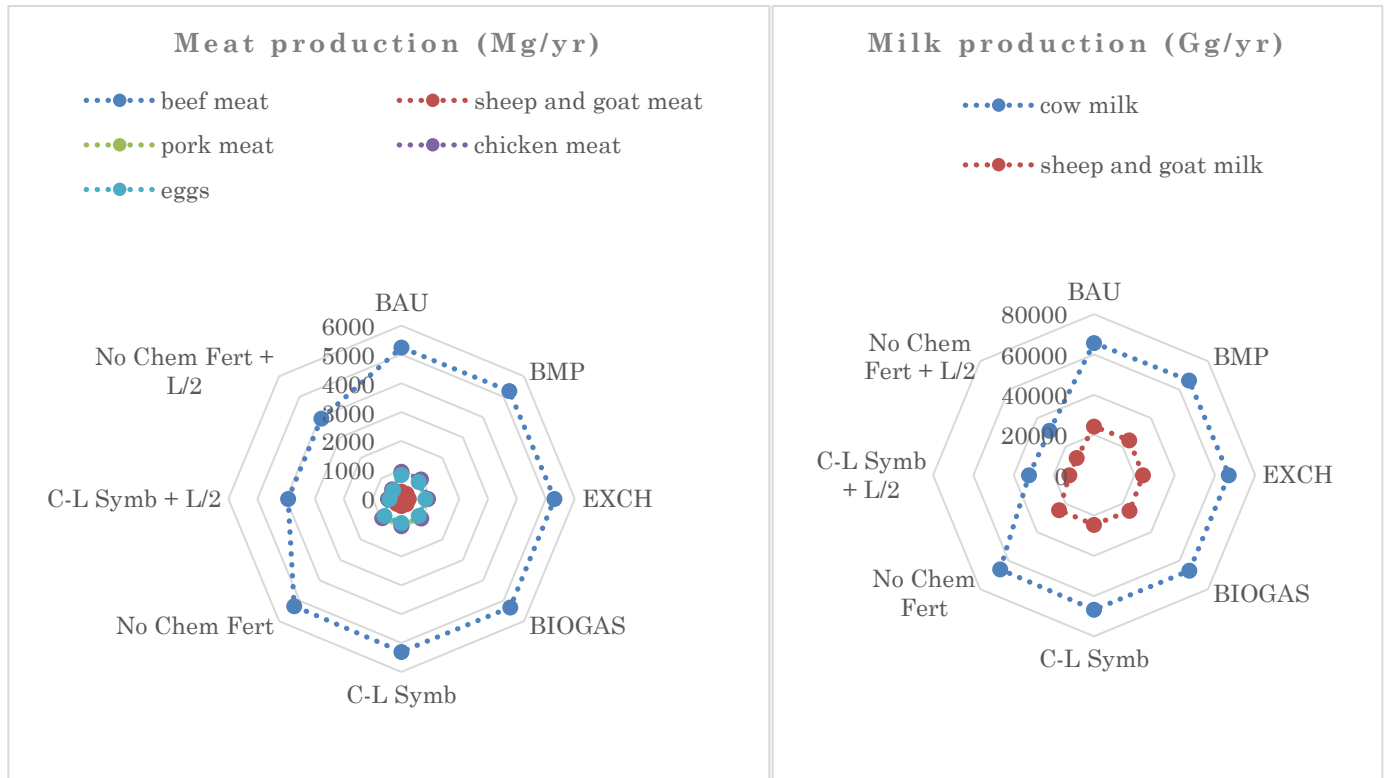 Meat production (Mg/yr)
beef meat
sheep and goat meat
pork meat
chicken meat
eggs
BAU
6000
5000
4000
3000
2000
1000
0
BMP
EXCH
BIOGAS
C-L Symb
No Chem Fert
C-L Symb + L/2
No Chem Fert +
L/2
Milk production (Gg/yr)
cow milk
sheep and goat milk
BAU
80000
60000
40000
20000
0
BMP
EXCH
BIOGAS
C-L Symb
No Chem
Fert
C-L Symb
+ L/2
No Chem
Fert + L/2